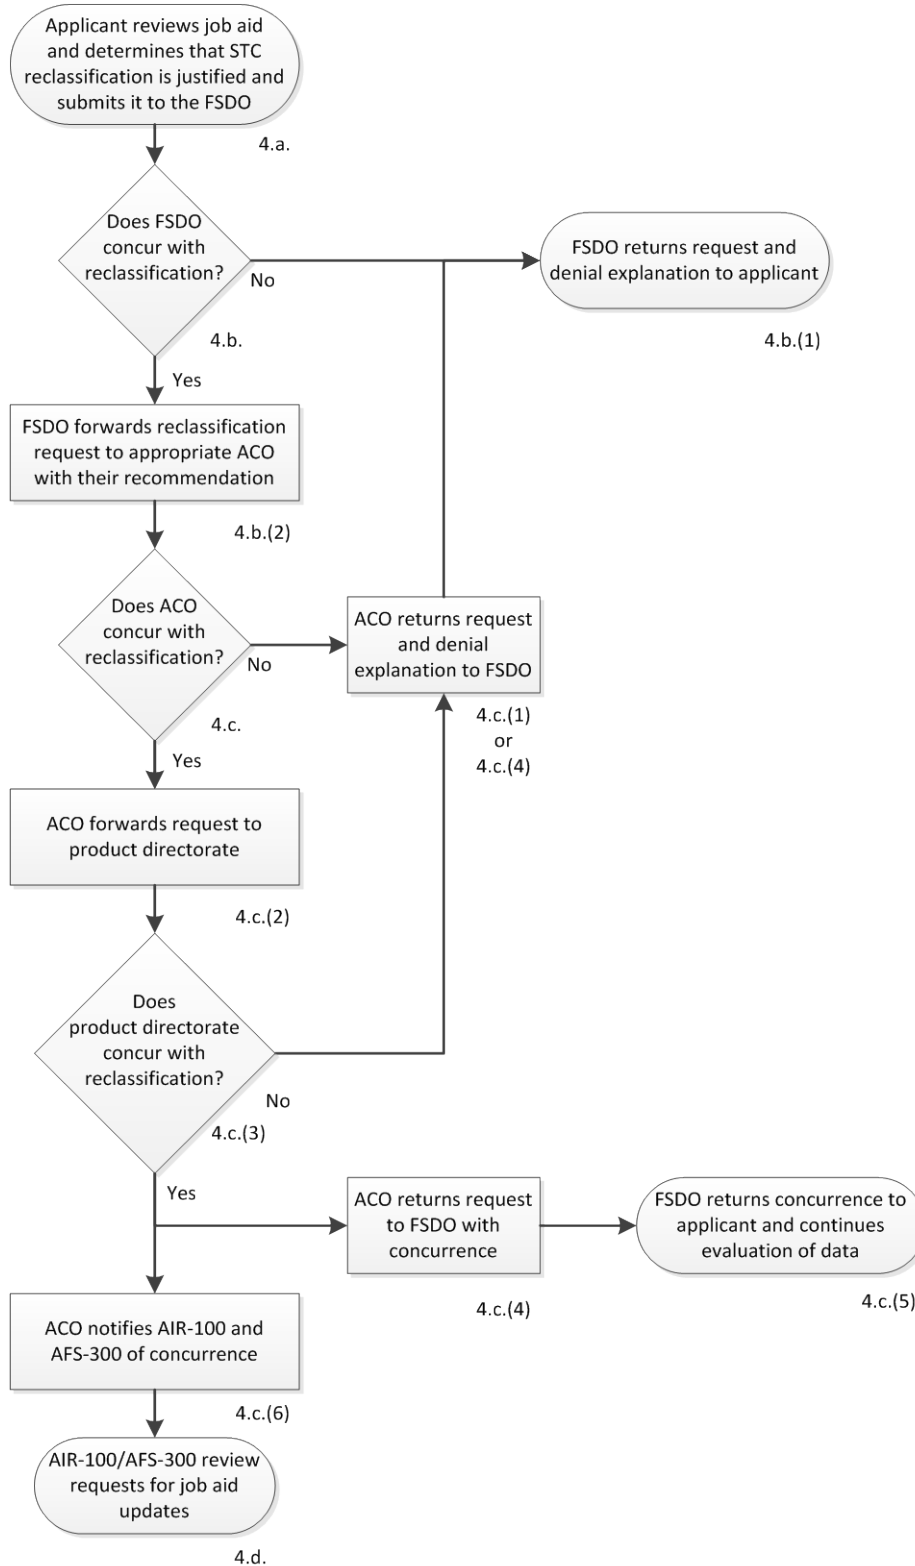 Applicant reviews job aid
and determines that STC
reclassification is justified and
submits it to the FSDO
4.a.
Does FSDO
concur with
reclassification?
No
4.b.
Yes
FSDO returns request and
denial explanation to applicant
4.b.(1)
FSDO forwards reclassification
request to appropriate ACO
with their recommendation
4.b.(2)
Does ACO
concur with
reclassification?
No
4.c.
Yes
ACO returns request
and denial
explanation to FSDO
4.c.(1)
or
4.c.(4)
ACO forwards request to
product directorate
4.c.(2)
Does
product directorate
concur with
reclassification?
No
4.c.(3)
Yes
ACO returns request
to FSDO with
concurrence
4.c.(4)
FSDO returns concurrence to
applicant and continues
evaluation of data
4.c.(5)
ACO notifies AIR-100 and
AFS-300 of concurrence
4.c.(6)
AIR-100/AFS-300 review
requests for job aid
updates
4.d.